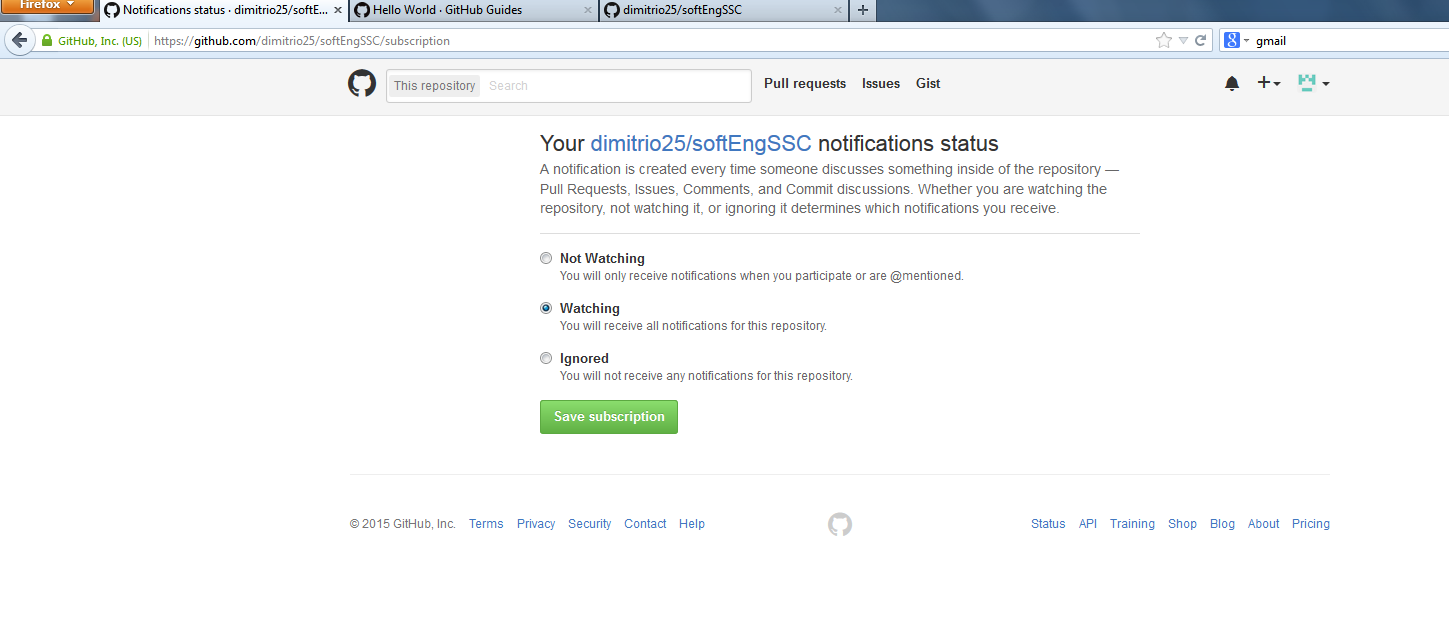 Firefox
Notifications status · dimitrio25/softE...
Hello World · GitHub Guides
dimitrio25/softEngSSC
GitHub, Inc. (US)
https://github.com/dimitrio25/softEngSSC/subscription
gmail
This repository
Search
Pull requests
Issues
Gist
Your dimitrio25/softEngSSC notifications status
A notification is created every time someone discusses something inside of the repository —
Pull Requests, Issues, Comments, and Commit discussions. Whether you are watching the
repository, not watching it, or ignoring it determines which notifications you receive.
Not Watching
You will only receive notifications when you participate or are @mentioned.
Watching
You will receive all notifications for this repository.
Ignored
You will not receive any notifications for this repository.
Save subscription
© 2015 GitHub, Inc. Terms Privacy Security Contact Help
Status API Training Shop Blog About Pricing